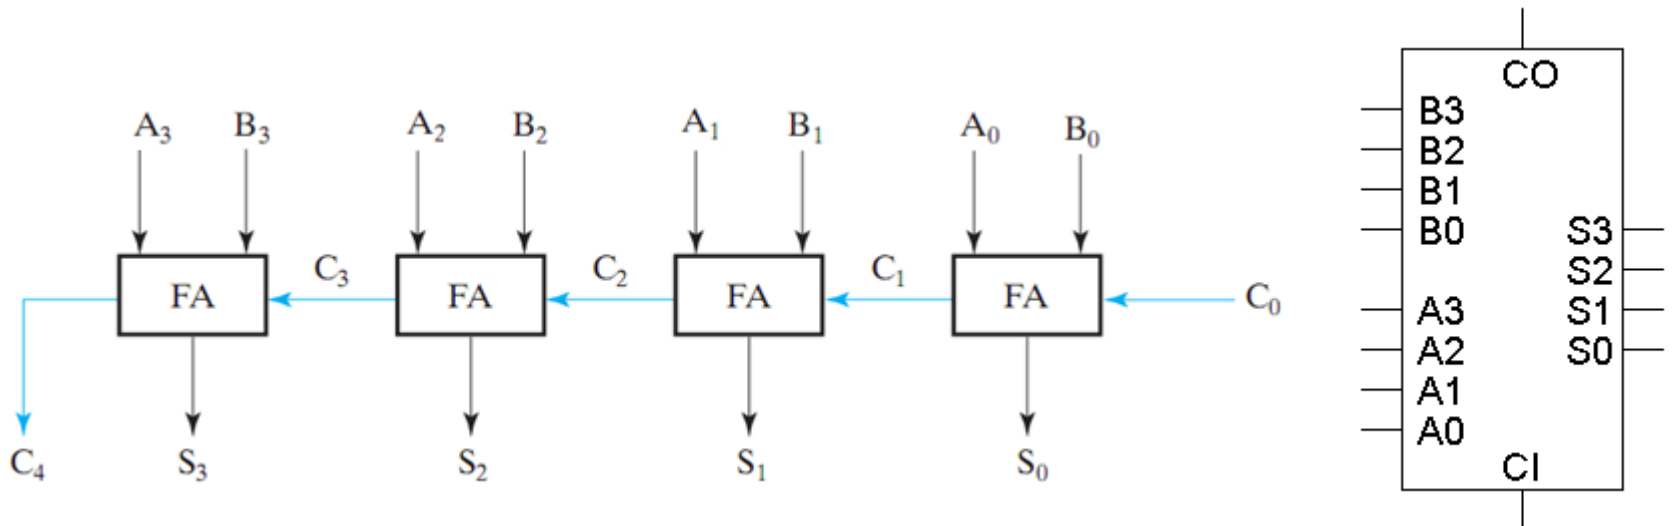 A₃ B₃ A₂ B₂ A₁ B₁ A₀ B₀
FA C₃ FA C₂ FA C₁ FA C₀
C₄ S₃ S₂ S₁ S₀
CO
B3
B2
B1
B0 S3
S2
A3 S1
A2 S0
A1
A0
CI